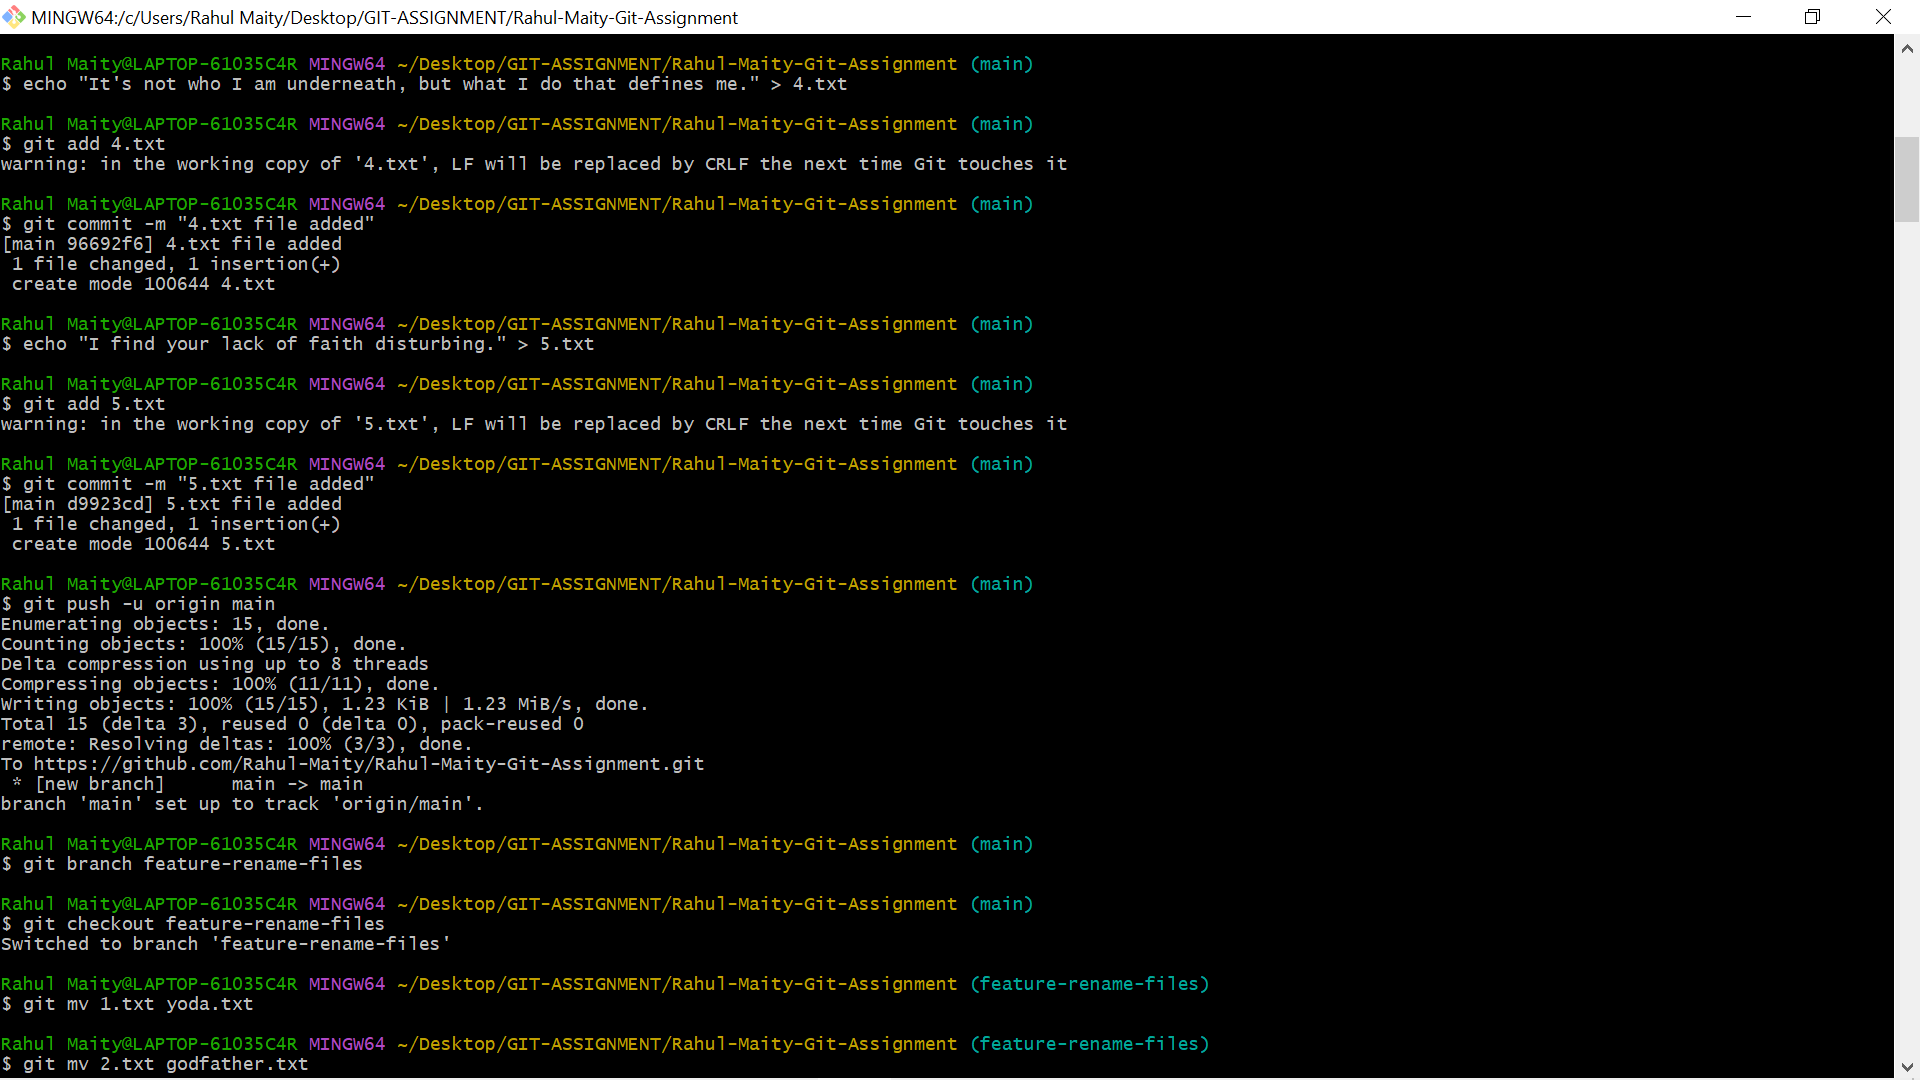 MINGW64:/c/Users/Rahul Maity/Desktop/GIT-ASSIGNMENT/Rahul-Maity-Git-Assignment
Rahul Maity@LAPTOP-61O35C4R MINGW64 ~/Desktop/GIT-ASSIGNMENT/Rahul-Maity-Git-Assignment (main)
$ echo "It's not who I am underneath, but what I do that defines me." > 4.txt
Rahul Maity@LAPTOP-61O35C4R MINGW64 ~/Desktop/GIT-ASSIGNMENT/Rahul-Maity-Git-Assignment (main)
$ git add 4.txt
warning: in the working copy of '4.txt', LF will be replaced by CRLF the next time Git touches it
Rahul Maity@LAPTOP-61O35C4R MINGW64 ~/Desktop/GIT-ASSIGNMENT/Rahul-Maity-Git-Assignment (main)
$ git commit -m "4.txt file added"
[main 96692f6] 4.txt file added
 1 file changed, 1 insertion(+)
 create mode 100644 4.txt
Rahul Maity@LAPTOP-61O35C4R MINGW64 ~/Desktop/GIT-ASSIGNMENT/Rahul-Maity-Git-Assignment (main)
$ echo "I find your lack of faith disturbing." > 5.txt
Rahul Maity@LAPTOP-61O35C4R MINGW64 ~/Desktop/GIT-ASSIGNMENT/Rahul-Maity-Git-Assignment (main)
$ git add 5.txt
warning: in the working copy of '5.txt', LF will be replaced by CRLF the next time Git touches it
Rahul Maity@LAPTOP-61O35C4R MINGW64 ~/Desktop/GIT-ASSIGNMENT/Rahul-Maity-Git-Assignment (main)
$ git commit -m "5.txt file added"
[main d9923cd] 5.txt file added
 1 file changed, 1 insertion(+)
 create mode 100644 5.txt
Rahul Maity@LAPTOP-61O35C4R MINGW64 ~/Desktop/GIT-ASSIGNMENT/Rahul-Maity-Git-Assignment (main)
$ git push -u origin main
Enumerating objects: 15, done.
Counting objects: 100% (15/15), done.
Delta compression using up to 8 threads
Compressing objects: 100% (11/11), done.
Writing objects: 100% (15/15), 1.23 KiB | 1.23 MiB/s, done.
Total 15 (delta 3), reused 0 (delta 0), pack-reused 0
remote: Resolving deltas: 100% (3/3), done.
To https://github.com/Rahul-Maity/Rahul-Maity-Git-Assignment.git
 * [new branch]      main -> main
branch 'main' set up to track 'origin/main'.
Rahul Maity@LAPTOP-61O35C4R MINGW64 ~/Desktop/GIT-ASSIGNMENT/Rahul-Maity-Git-Assignment (main)
$ git branch feature-rename-files
Rahul Maity@LAPTOP-61O35C4R MINGW64 ~/Desktop/GIT-ASSIGNMENT/Rahul-Maity-Git-Assignment (main)
$ git checkout feature-rename-files
Switched to branch 'feature-rename-files'
Rahul Maity@LAPTOP-61O35C4R MINGW64 ~/Desktop/GIT-ASSIGNMENT/Rahul-Maity-Git-Assignment (feature-rename-files)
$ git mv 1.txt yoda.txt
Rahul Maity@LAPTOP-61O35C4R MINGW64 ~/Desktop/GIT-ASSIGNMENT/Rahul-Maity-Git-Assignment (feature-rename-files)
$ git mv 2.txt godfather.txt